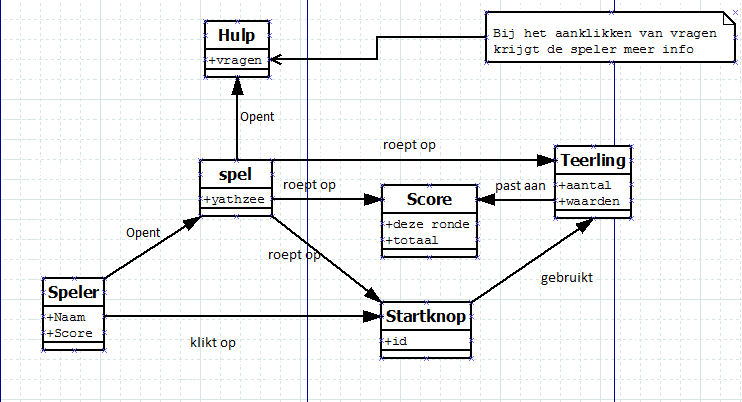 Hulp
+vragen
Bij het aanklikken van vragen
krijgt de speler meer info
Opent
roept op
spel
+yathzee
roept op
Score
+deze ronde
+totaal
past aan
Teerling
+aantal
+waarden
Opent
roept op
gebruikt
Speler
+Naam
+Score
klikt op
Startknop
+id